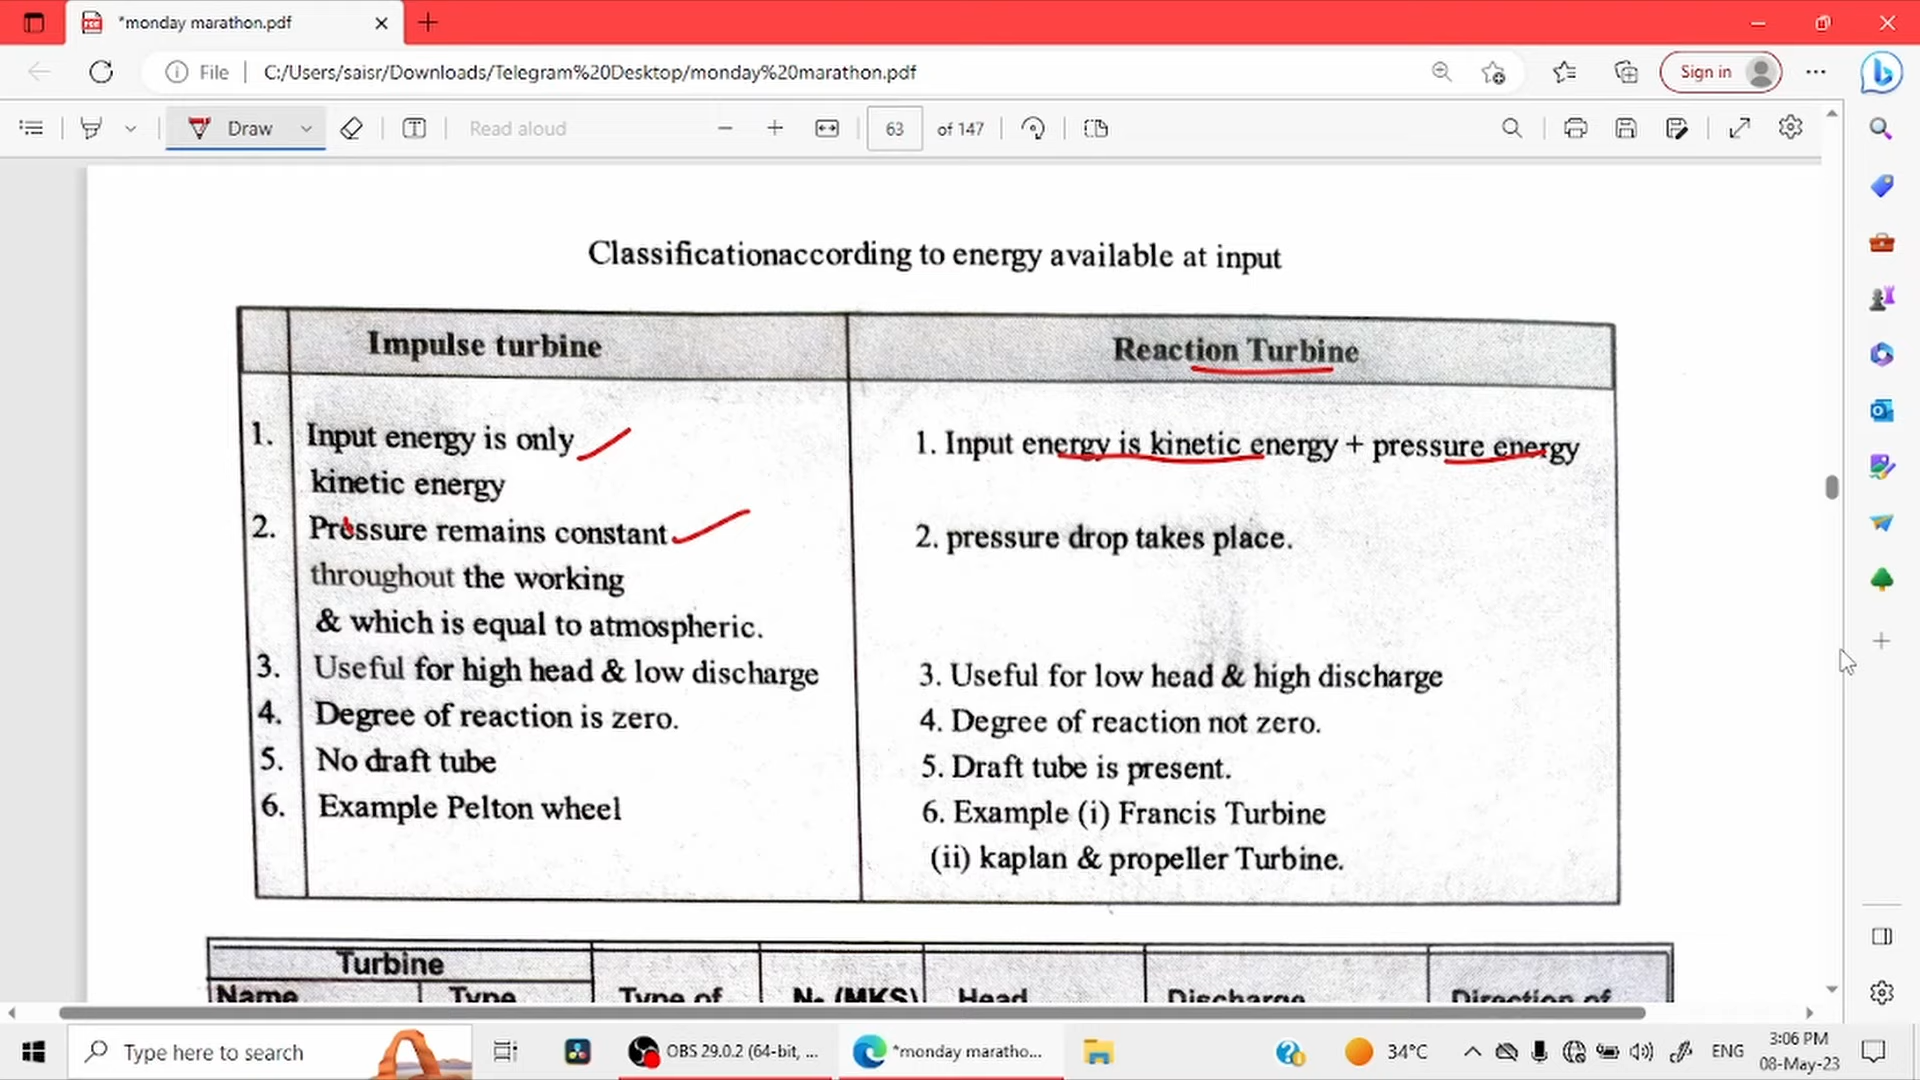 *monday marathon.pdf
File
C:/Users/saisr/Downloads/Telegram%20Desktop/monday%20marathon.pdf
Sign in
Draw
Read aloud
63
of 147
Classificationaccording to energy available at input
Impulse turbine
Reaction Turbine
1. Input energy is only
kinetic energy
2. Pressure remains constant
throughout the working
& which is equal to atmospheric.
3. Useful for high head & low discharge
4. Degree of reaction is zero.
5. No draft tube
6. Example Pelton wheel
1. Input energy is kinetic energy + pressure energy
2. pressure drop takes place.
3. Useful for low head & high discharge
4. Degree of reaction not zero.
5. Draft tube is present.
6. Example (i) Francis Turbine
(ii) kaplan & propeller Turbine.
Turbine
Name Type Type of Head Discharge Direction of
Type here to search
OBS 29.0.2 (64-bit, ...
*monday maratho...
34°C
ENG
3:06 PM
08-May-23